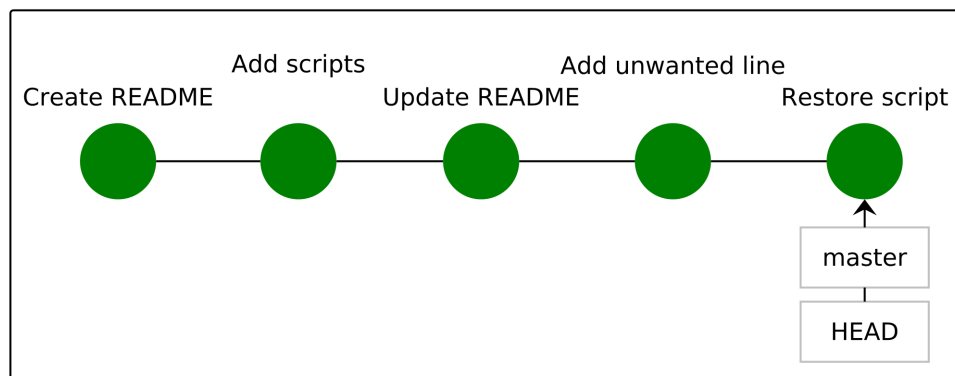 Create README
Add scripts
Update README
Add unwanted line
Restore script
master
HEAD